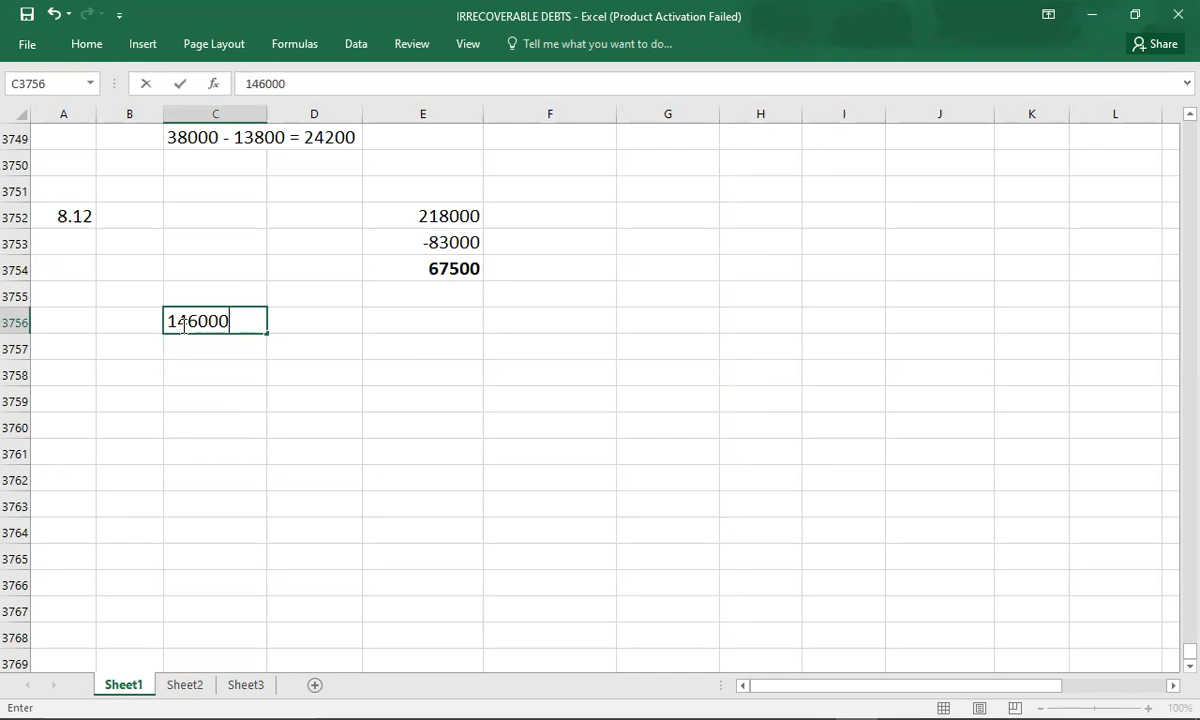 IRRECOVERABLE DEBTS - Excel (Product Activation Failed)
File Home Insert Page Layout Formulas Data Review View Tell me what you want to do... Share
C3756 fx 146000
A B C D E F G H I J K L
3749 38000 - 13800 = 24200
3750
3751
3752 8.12 218000
3753 -83000
3754 67500
3755
3756 146000
3757
3758
3759
3760
3761
3762
3763
3764
3765
3766
3767
3768
3769
Sheet1 Sheet2 Sheet3
Enter 100%